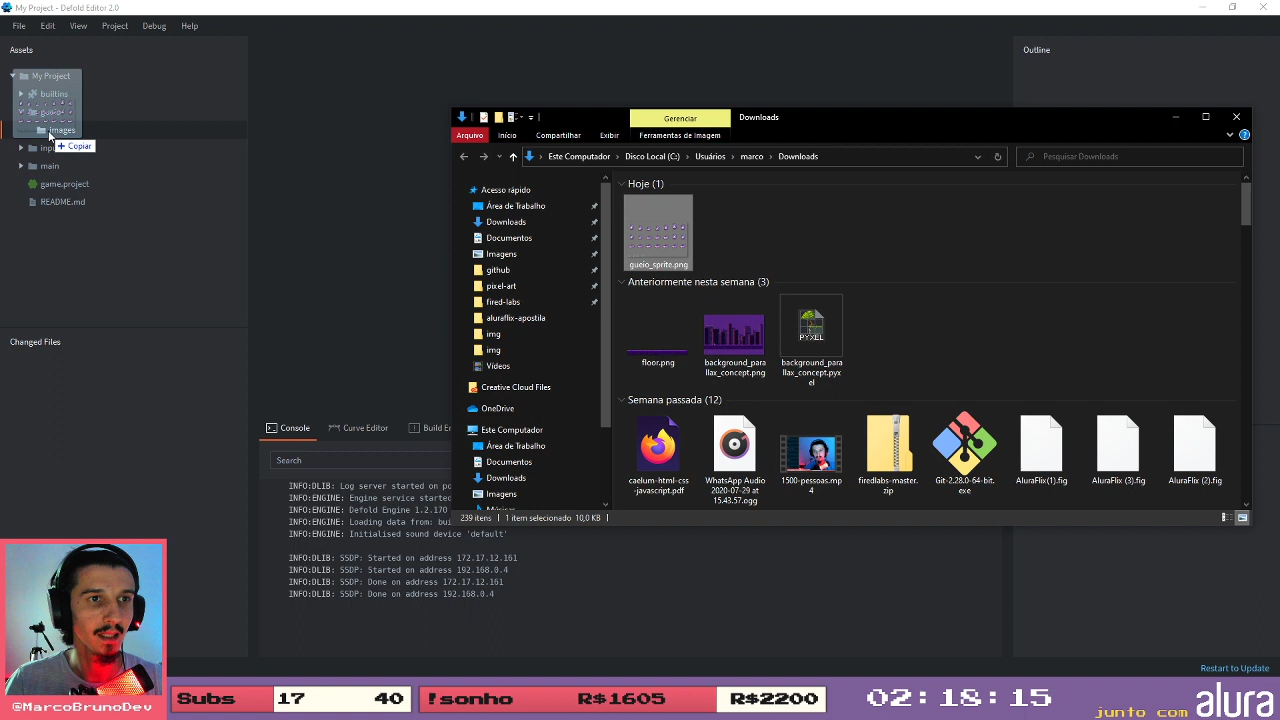 My Project - Defold Editor 2.0
File Edit View Project Debug Help
Assets
My Project
builtins
images
Copiar
main
game.project
README.md
Changed Files
Outline
Gerenciar
Downloads
Arquivo Início Compartilhar Exibir Ferramentas de Imagem
Este Computador Disco Local (C:) Usuários marco Downloads
Pesquisar Downloads
Acesso rápido
Área de Trabalho
Downloads
Documentos
Imagens
github
pixel-art
fired-labs
aluraflix-apostila
img
img
Vídeos
Creative Cloud Files
OneDrive
Este Computador
Área de Trabalho
Documentos
Downloads
Imagens
Hoje (1)
gueio_sprite.png
Anteriormente nesta semana (3)
floor.png
background_para
llax_concept.png
background_para
llax_concept.pyx
el
PYXEL
Semana passada (12)
caelum-html-css
-javascript.pdf
WhatsApp Audio
2020-07-29 at
15.43.57.ogg
1500-pessoas.mp
4
firedlabs-master.
zip
Git-2.28.0-64-bit.
exe
AluraFlix(1).fig
AluraFlix (3).fig
AluraFlix (2).fig
239 itens 1 item selecionado 10,0 KB
Console Curve Editor
Search
INFO:DLIB: Log server started on
INFO:ENGINE: Engine service started
INFO:ENGINE: Defold Engine 1.2.170
INFO:ENGINE: Loading data from:
INFO:ENGINE: Initialised sound device 'default'
INFO:DLIB: SSDP: Started on address 172.17.12.161
INFO:DLIB: SSDP: Started on address 192.168.0.4
INFO:DLIB: SSDP: Done on address 172.17.12.161
INFO:DLIB: SSDP: Done on address 192.168.0.4
Restart to Update
@MarcoBrunoDev
Subs 17 40 !sonho R$1605 R$2200 02:18:15
junto com alura